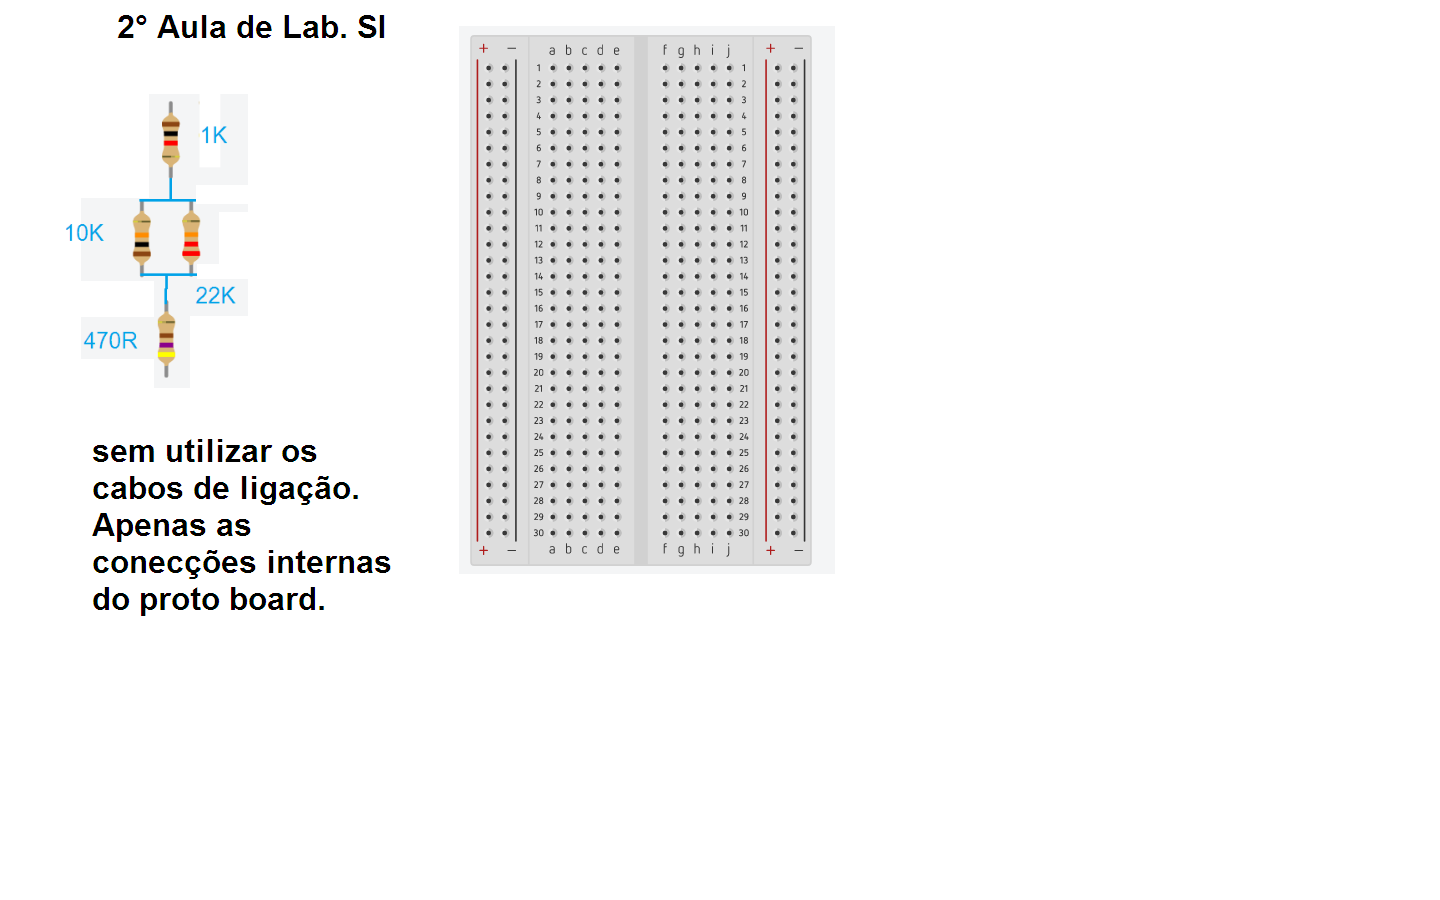 2° Aula de Lab. SI
1K
10K
22K
470R
sem utilizar os
cabos de ligação.
Apenas as
conecções internas
do proto board.
+ − a b c d e f g h i j + −
1 1
2 2
3 3
4 4
5 5
6 6
7 7
8 8
9 9
10 10
11 11
12 12
13 13
14 14
15 15
16 16
17 17
18 18
19 19
20 20
21 21
22 22
23 23
24 24
25 25
26 26
27 27
28 28
29 29
30 30
+ − a b c d e f g h i j + −